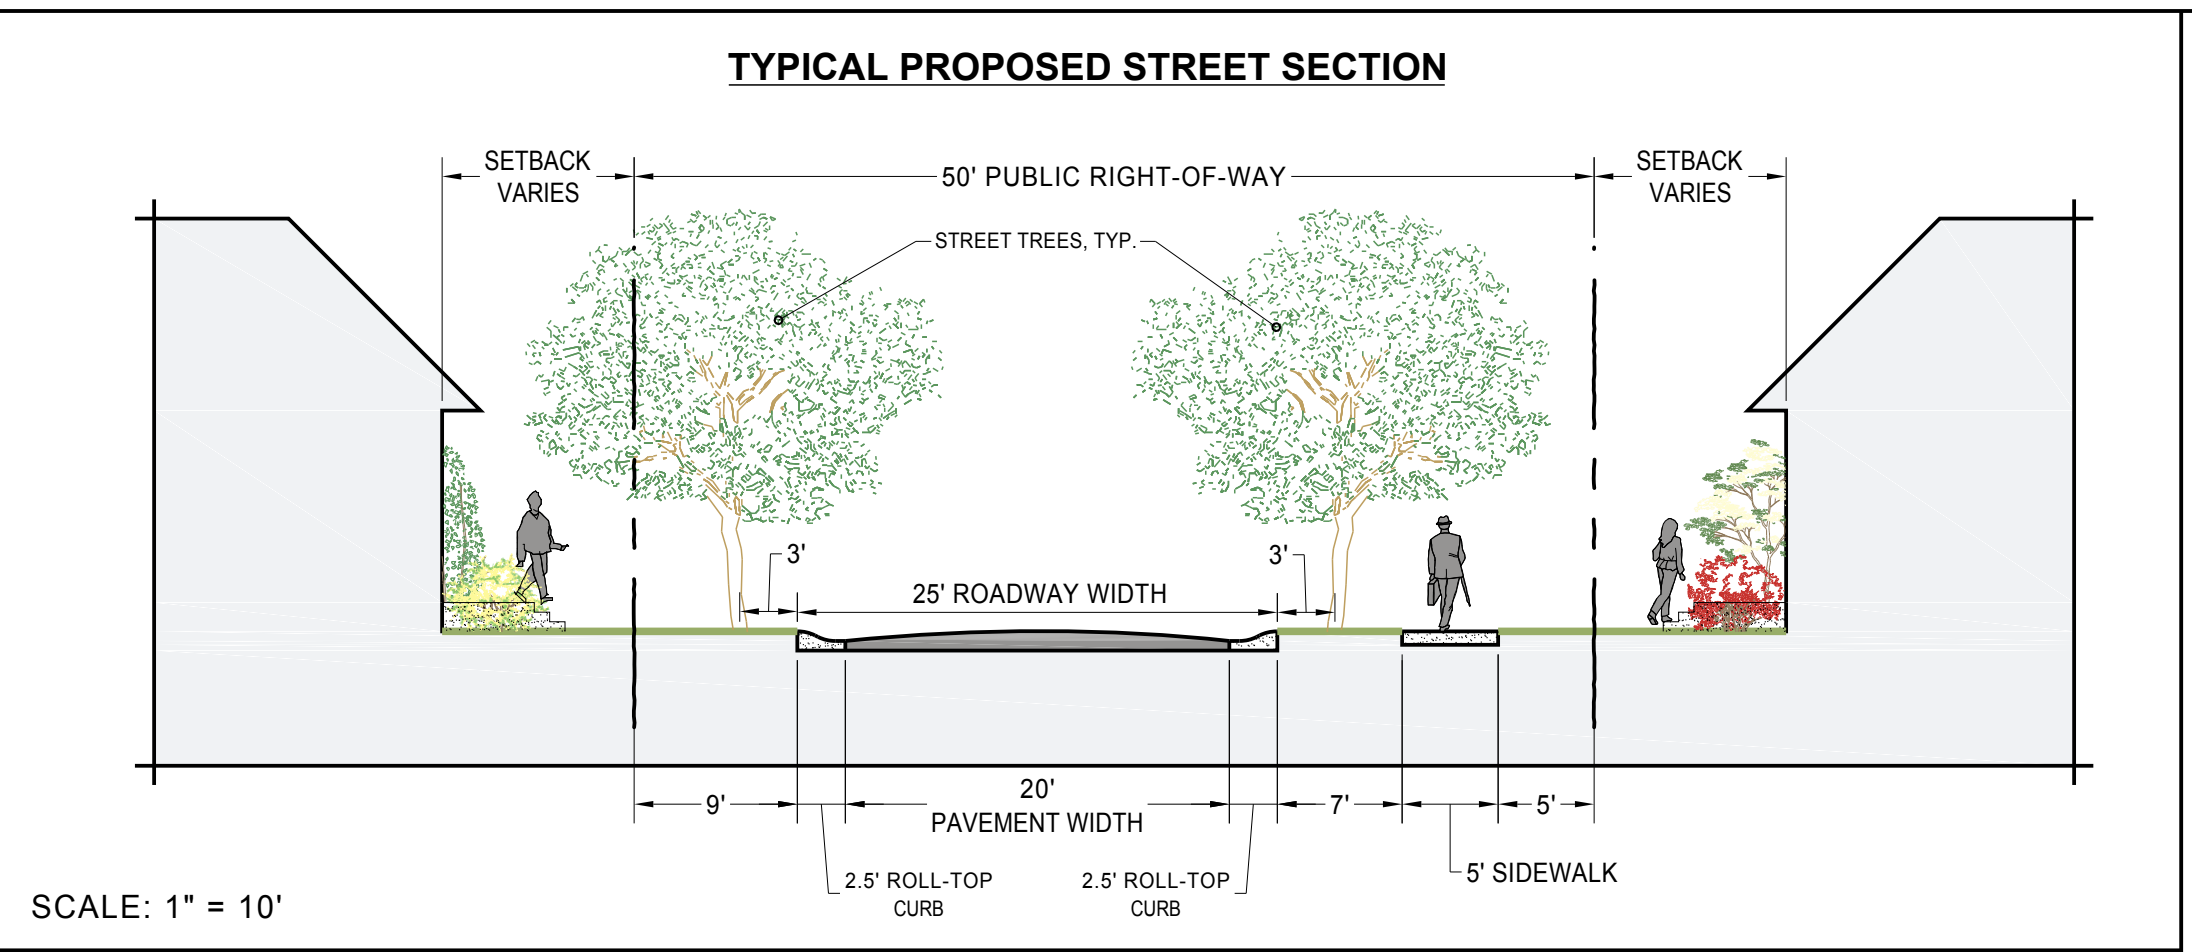 TYPICAL PROPOSED STREET SECTION
SETBACK
VARIES
50' PUBLIC RIGHT-OF-WAY
SETBACK
VARIES
STREET TREES, TYP.
3'
3'
25' ROADWAY WIDTH
9'
20'
PAVEMENT WIDTH
7'
5'
2.5' ROLL-TOP
CURB
2.5' ROLL-TOP
CURB
5' SIDEWALK
SCALE: 1" = 10'